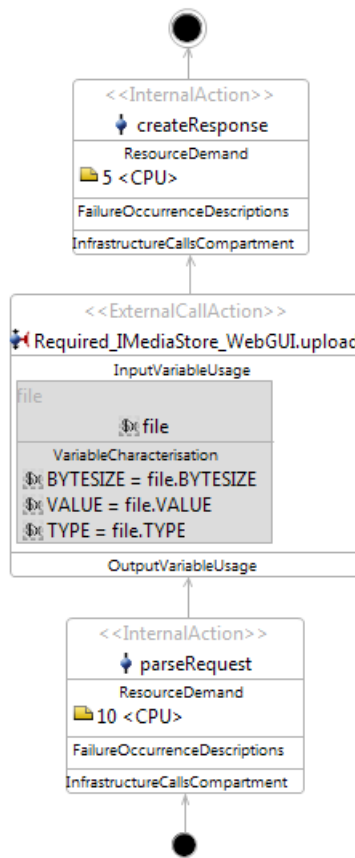 <<InternalAction>>
createResponse
ResourceDemand
5 <CPU>
FailureOccurrenceDescriptions
InfrastructureCallsCompartment
<<ExternalCallAction>>
Required_IMediaStore_WebGUI.upload
InputVariableUsage
file
file
VariableCharacterisation
BYTESIZE = file.BYTESIZE
VALUE = file.VALUE
TYPE = file.TYPE
OutputVariableUsage
<<InternalAction>>
parseRequest
ResourceDemand
10 <CPU>
FailureOccurrenceDescriptions
InfrastructureCallsCompartment